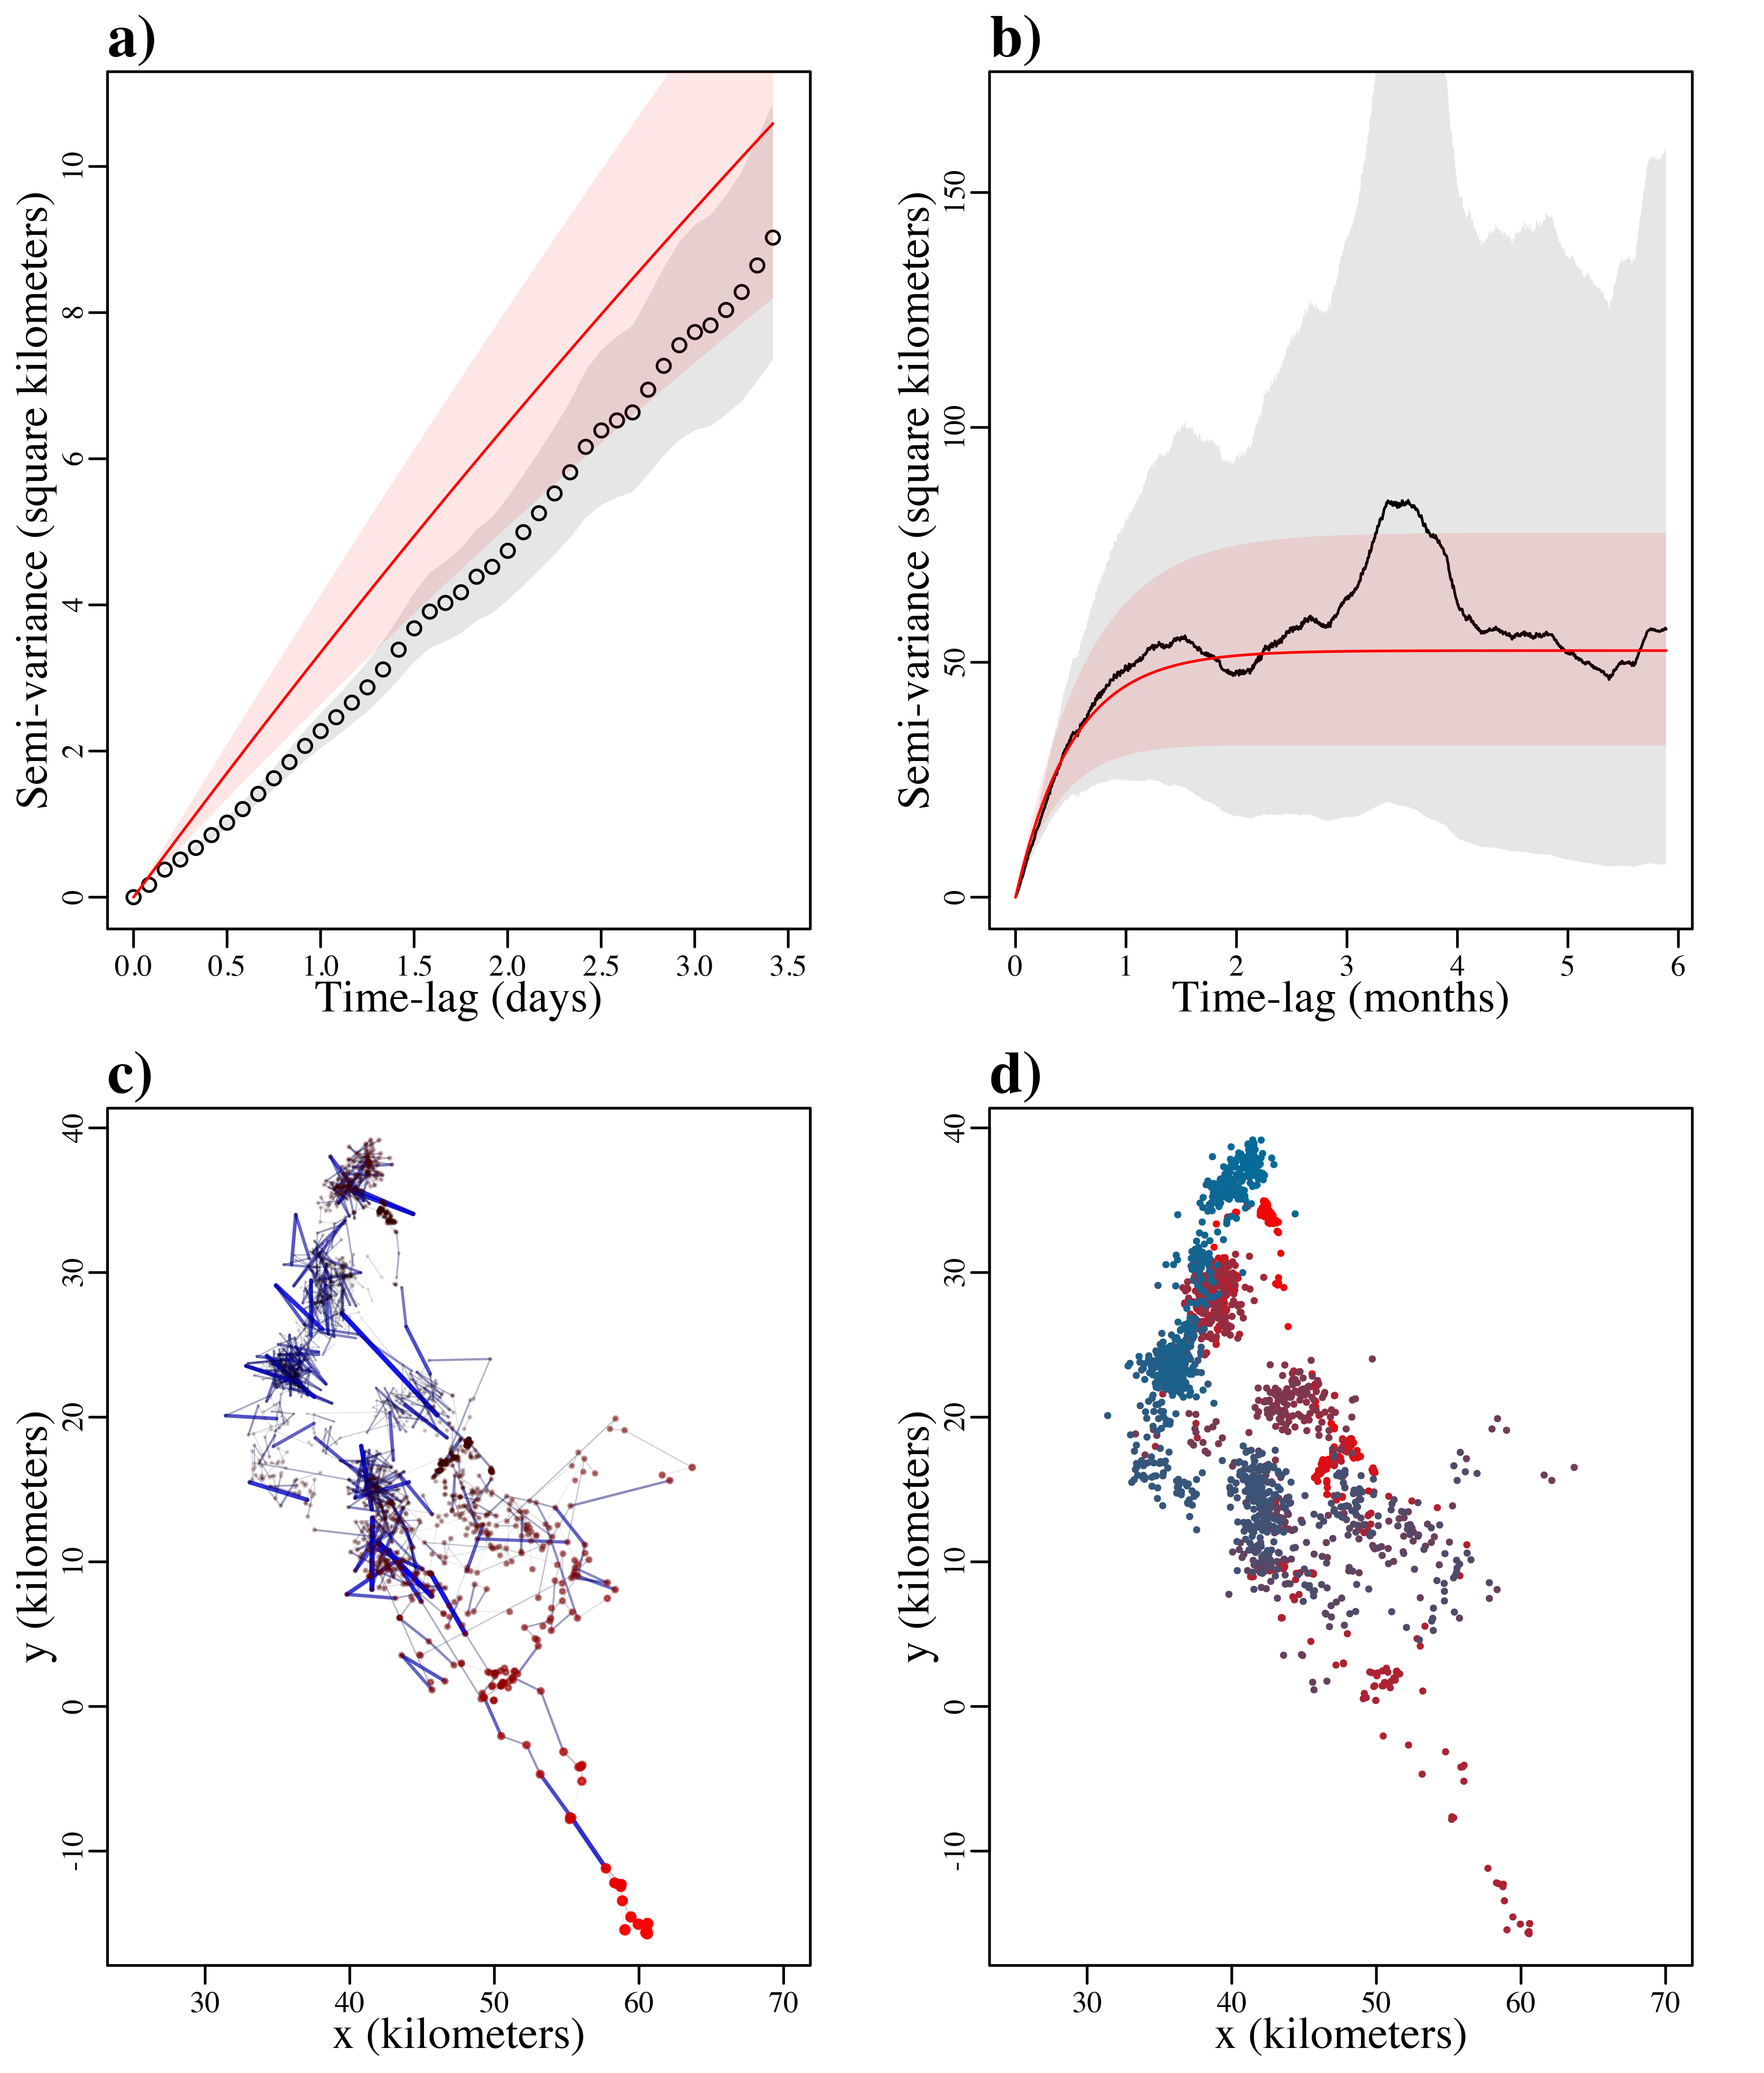 a)
Semi-variance (square kilometers)
10
8
6
4
2
0
0.0 0.5 1.0 1.5 2.0 2.5 3.0 3.5
Time-lag (days)
b)
Semi-variance (square kilometers)
150
100
50
0
0 1 2 3 4 5 6
Time-lag (months)
c)
y (kilometers)
40
30
20
10
0
-10
30 40 50 60 70
x (kilometers)
d)
y (kilometers)
40
30
20
10
0
-10
30 40 50 60 70
x (kilometers)